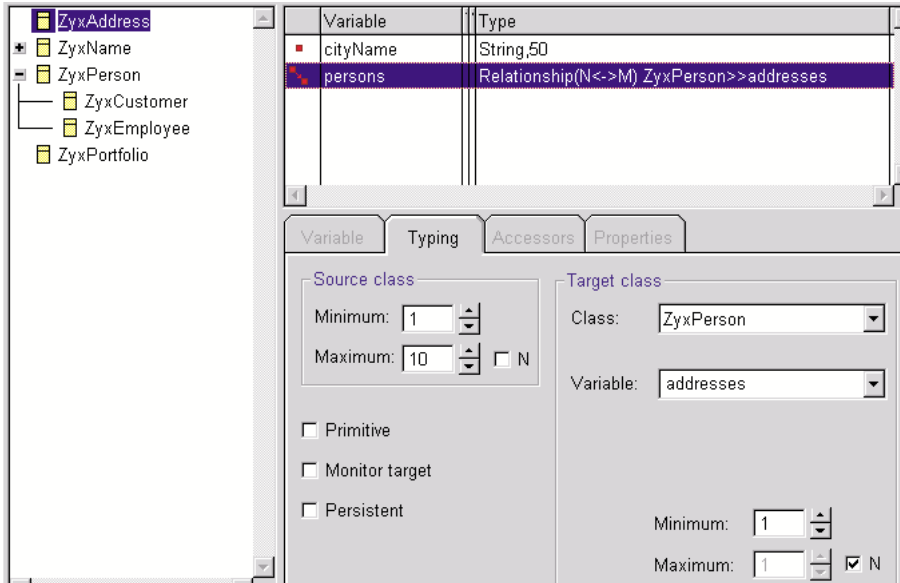 ZyxAddress
ZyxName
ZyxPerson
ZyxCustomer
ZyxEmployee
ZyxPortfolio
Variable Type
cityName String,50
persons Relationship(N<->M) ZyxPerson>>addresses
Variable Typing Accessors Properties
Source class
Minimum: 1
Maximum: 10 N
Primitive
Monitor target
Persistent
Target class
Class: ZyxPerson
Variable: addresses
Minimum: 1
Maximum: 1 N